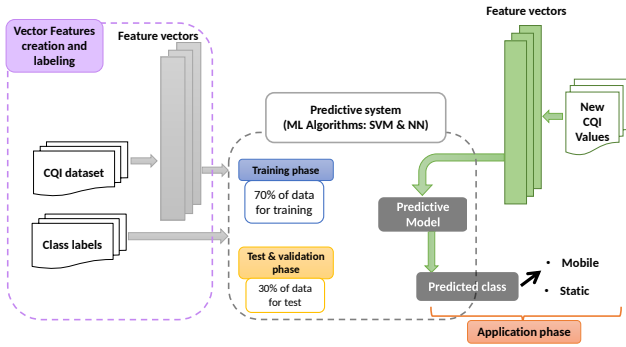 Vector Features
creation and
labeling
Feature vectors
CQI dataset
Class labels
Predictive system
(ML Algorithms: SVM & NN)
Training phase
70% of data
for training
Test & validation
phase
30% of data
for test
Feature vectors
New
CQI
Values
Predictive
Model
Predicted class
• Mobile
• Static
Application phase